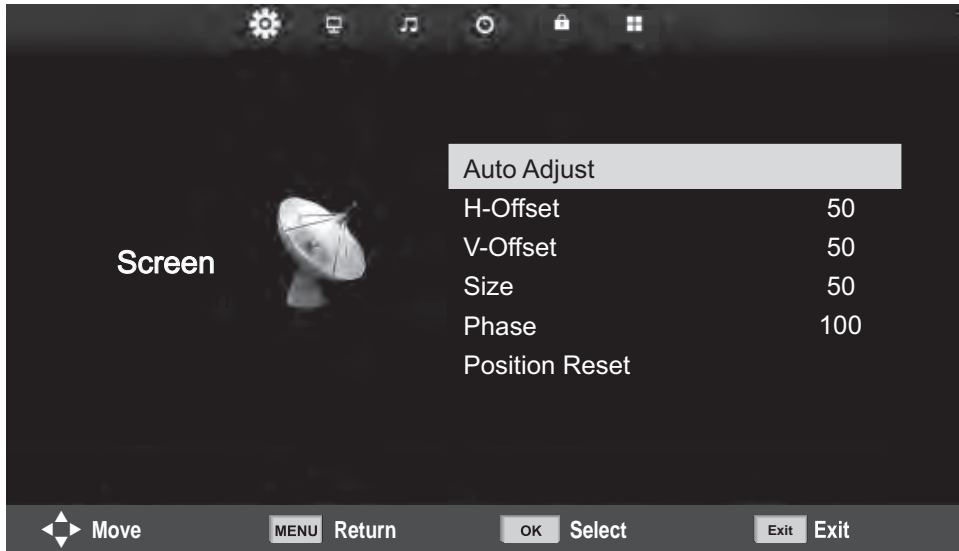 Auto Adjust
H-Offset 50
V-Offset 50
Screen
Size 50
Phase 100
Position Reset
Move MENU Return OK Select Exit Exit